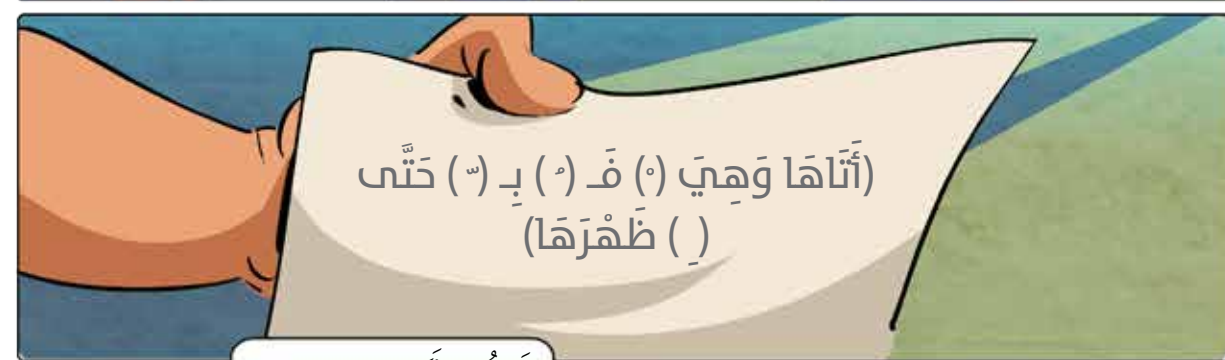 (أَتَاهَا وَهِيَ (ْ) فَـ (ُ) بِـ (ّ) حَتَّى
(ِ) ظَهْرَهَا)